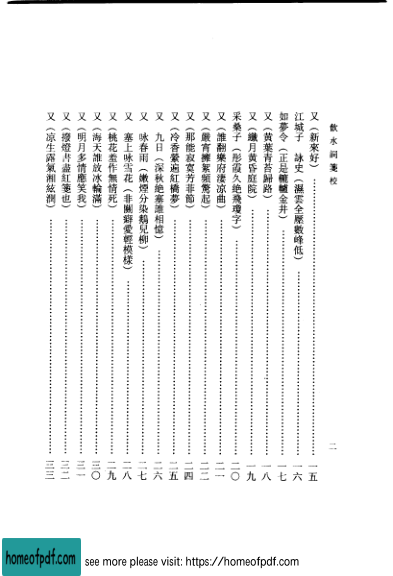 飲水詞箋校
二
又（新來好）……一五
江城子　詠史（濕雲全壓數峰低）……一六
如夢令（正是轆轤金井）……一七
又（黃葉青苔歸路）……一八
又（纖月黃昏庭院）……一九
采桑子（彤霞久絕飛瓊字）……二〇
又（誰翻樂府淒涼曲）……二一
又（嚴宵擁絮頻驚起）……二二
又（那能寂寞芳菲節）……二四
又（冷香縈遍紅橋夢）……二五
又　九日（深秋絕塞誰相憶）……二六
又　詠春雨（嫩煙分染鵝兒柳）……二七
又　塞上詠雪花（非關癖愛輕模樣）……二八
又（桃花羞作無情死）……二九
又（海天誰放冰輪滿）……三〇
又（明月多情應笑我）……三一
又（撥燈書盡紅箋也）……三二
又（涼生露氣湘絃潤）……三三
homeofpdf.com
see more please visit: https://homeofpdf.com